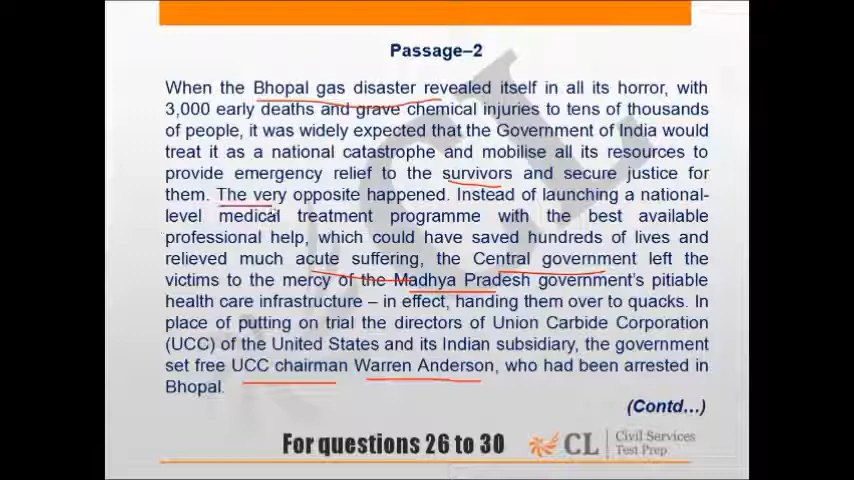 Passage–2
When the Bhopal gas disaster revealed itself in all its horror, with
3,000 early deaths and grave chemical injuries to tens of thousands
of people, it was widely expected that the Government of India would
treat it as a national catastrophe and mobilise all its resources to
provide emergency relief to the survivors and secure justice for
them. The very opposite happened. Instead of launching a national-
level medical treatment programme with the best available
professional help, which could have saved hundreds of lives and
relieved much acute suffering, the Central government left the
victims to the mercy of the Madhya Pradesh government's pitiable
health care infrastructure – in effect, handing them over to quacks. In
place of putting on trial the directors of Union Carbide Corporation
(UCC) of the United States and its Indian subsidiary, the government
set free UCC chairman Warren Anderson, who had been arrested in
Bhopal.
(Contd…)
For questions 26 to 30
CL
Civil Services
Test Prep